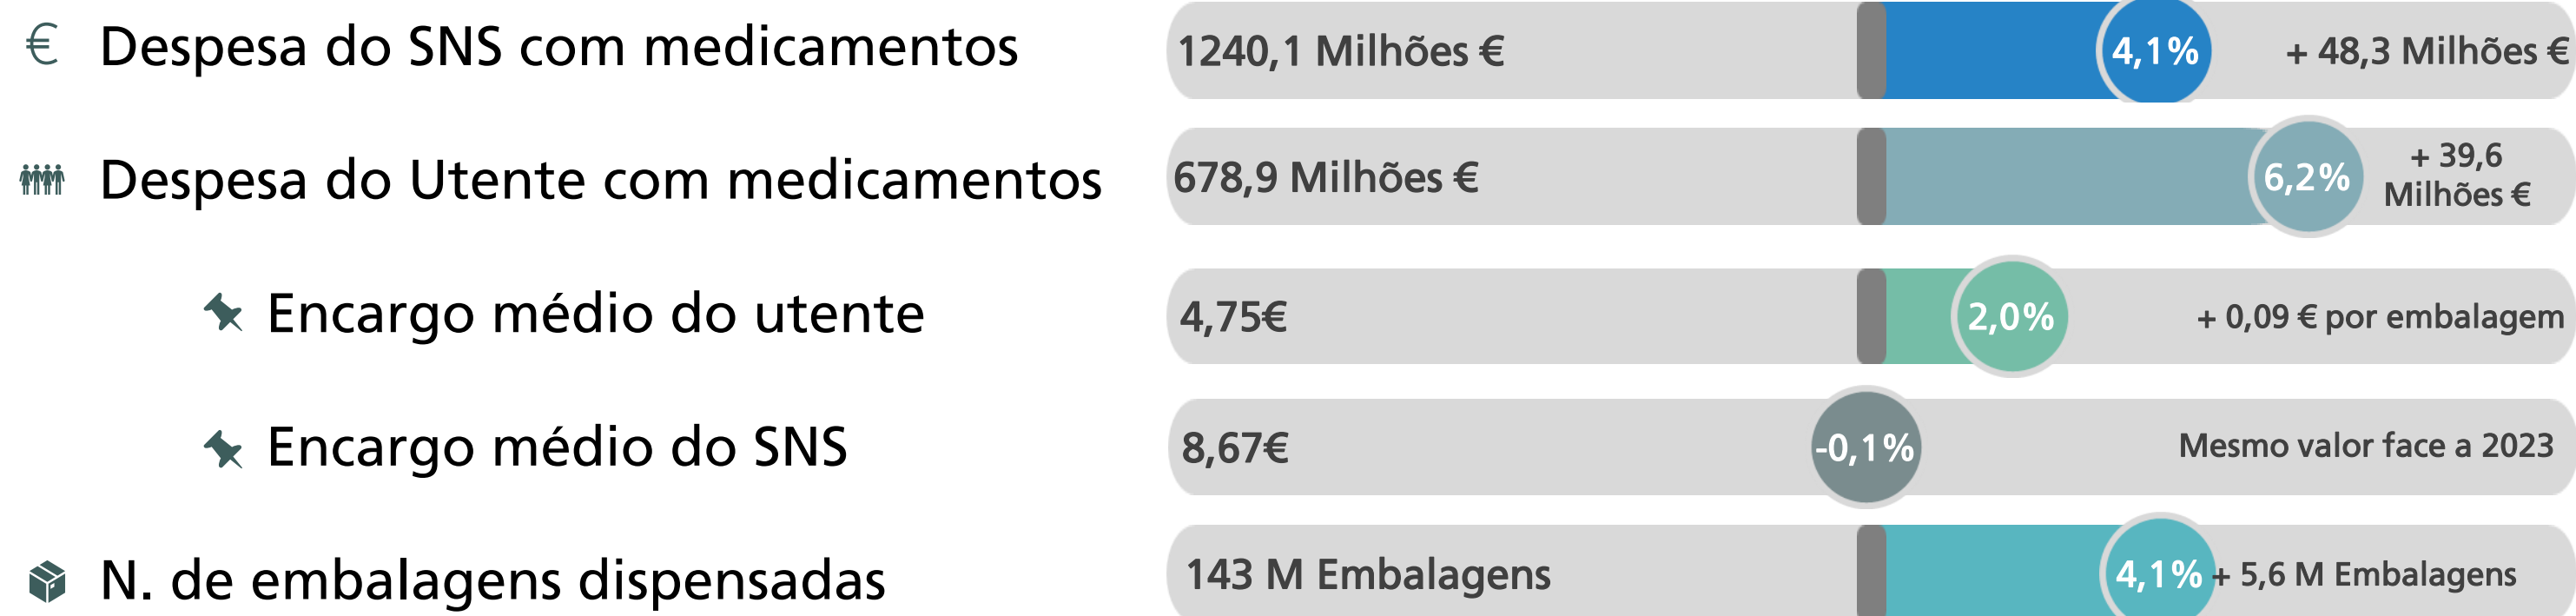 € Despesa do SNS com medicamentos 1240,1 Milhões € 4,1% + 48,3 Milhões €
Despesa do Utente com medicamentos 678,9 Milhões € 6,2% + 39,6
Milhões €
Encargo médio do utente 4,75€ 2,0% + 0,09 € por embalagem
Encargo médio do SNS 8,67€ -0,1% Mesmo valor face a 2023
N. de embalagens dispensadas 143 M Embalagens 4,1% + 5,6 M Embalagens